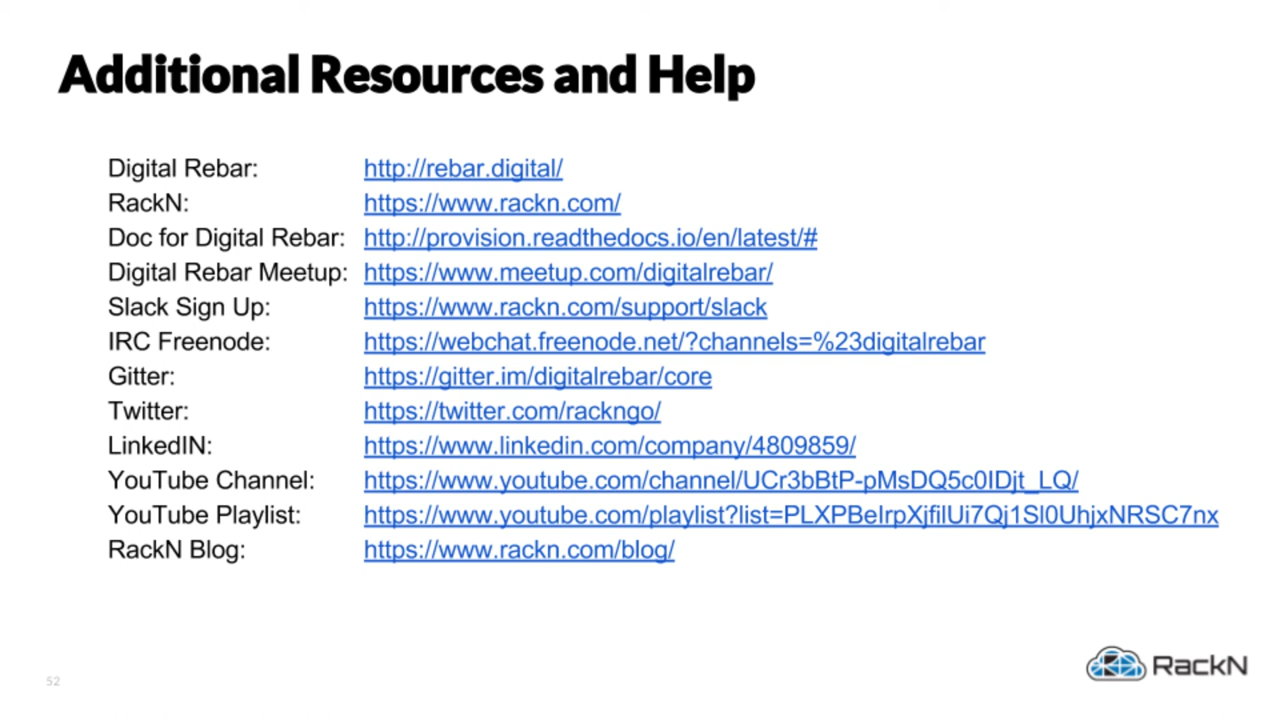 Additional Resources and Help
Digital Rebar: http://rebar.digital/
RackN: https://www.rackn.com/
Doc for Digital Rebar: http://provision.readthedocs.io/en/latest/#
Digital Rebar Meetup: https://www.meetup.com/digitalrebar/
Slack Sign Up: https://www.rackn.com/support/slack
IRC Freenode: https://webchat.freenode.net/?channels=%23digitalrebar
Gitter: https://gitter.im/digitalrebar/core
Twitter: https://twitter.com/rackngo/
LinkedIN: https://www.linkedin.com/company/4809859/
YouTube Channel: https://www.youtube.com/channel/UCr3bBtP-pMsDQ5c0IDjt_LQ/
YouTube Playlist: https://www.youtube.com/playlist?list=PLXPBeIrpXjfilUi7Qj1Sl0UhjxNRSC7nx
RackN Blog: https://www.rackn.com/blog/
52
RackN